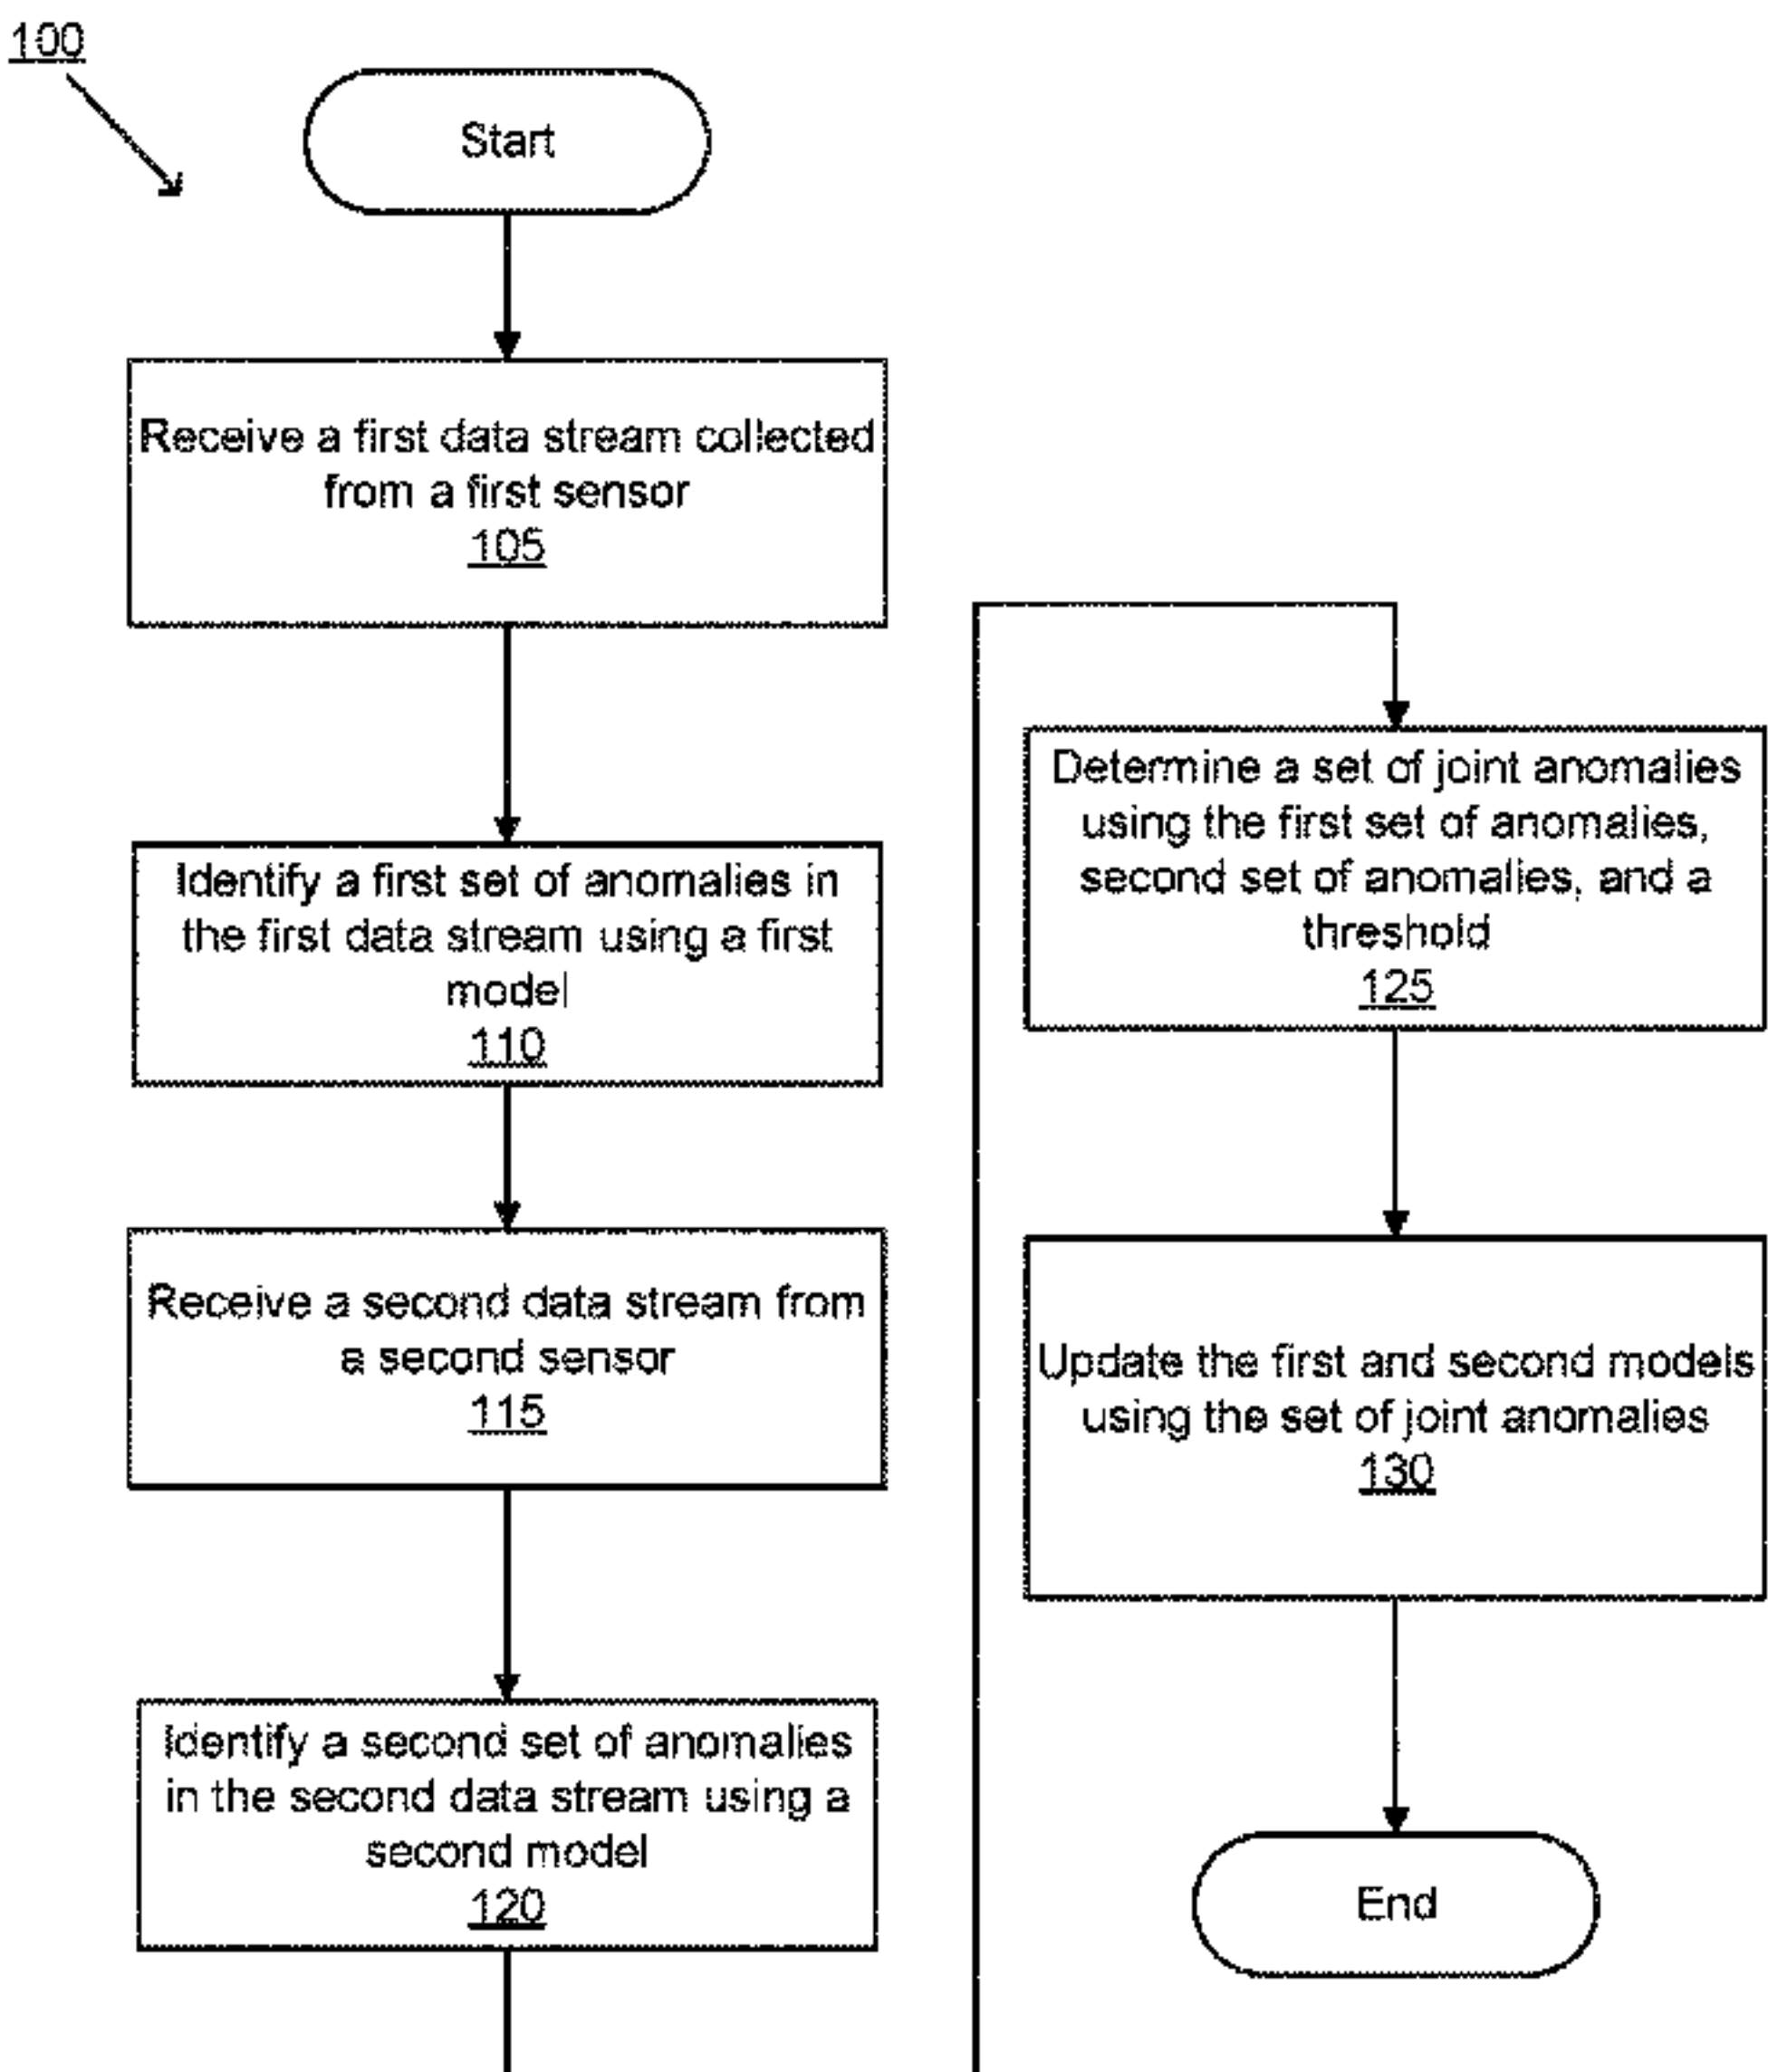 100
Start
Receive a first data stream collected
from a first sensor
105
Identify a first set of anomalies in
the first data stream using a first
model
110
Receive a second data stream from
a second sensor
115
Identify a second set of anomalies
in the second data stream using a
second model
120
Determine a set of joint anomalies
using the first set of anomalies,
second set of anomalies, and a
threshold
125
Update the first and second models
using the set of joint anomalies
130
End